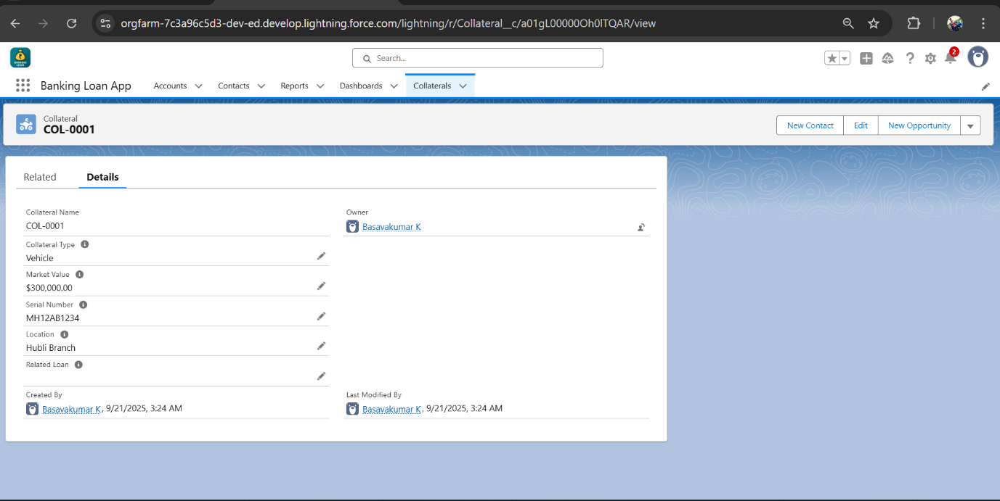 orgfarm-7c3a96c5d3-dev-ed.develop.lightning.force.com/lightning/r/Collateral__c/a01gL00000Oh0lTQAR/view
BANKING LOAN
Search...
2
Banking Loan App
Accounts
Contacts
Reports
Dashboards
Collaterals
Collateral
COL-0001
New Contact
Edit
New Opportunity
Related
Details
Collateral Name
COL-0001
Owner
Basavakumar K
Collateral Type
Vehicle
Market Value
$300,000.00
Serial Number
MH12AB1234
Location
Hubli Branch
Related Loan
Created By
Basavakumar K, 9/21/2025, 3:24 AM
Last Modified By
Basavakumar K, 9/21/2025, 3:24 AM